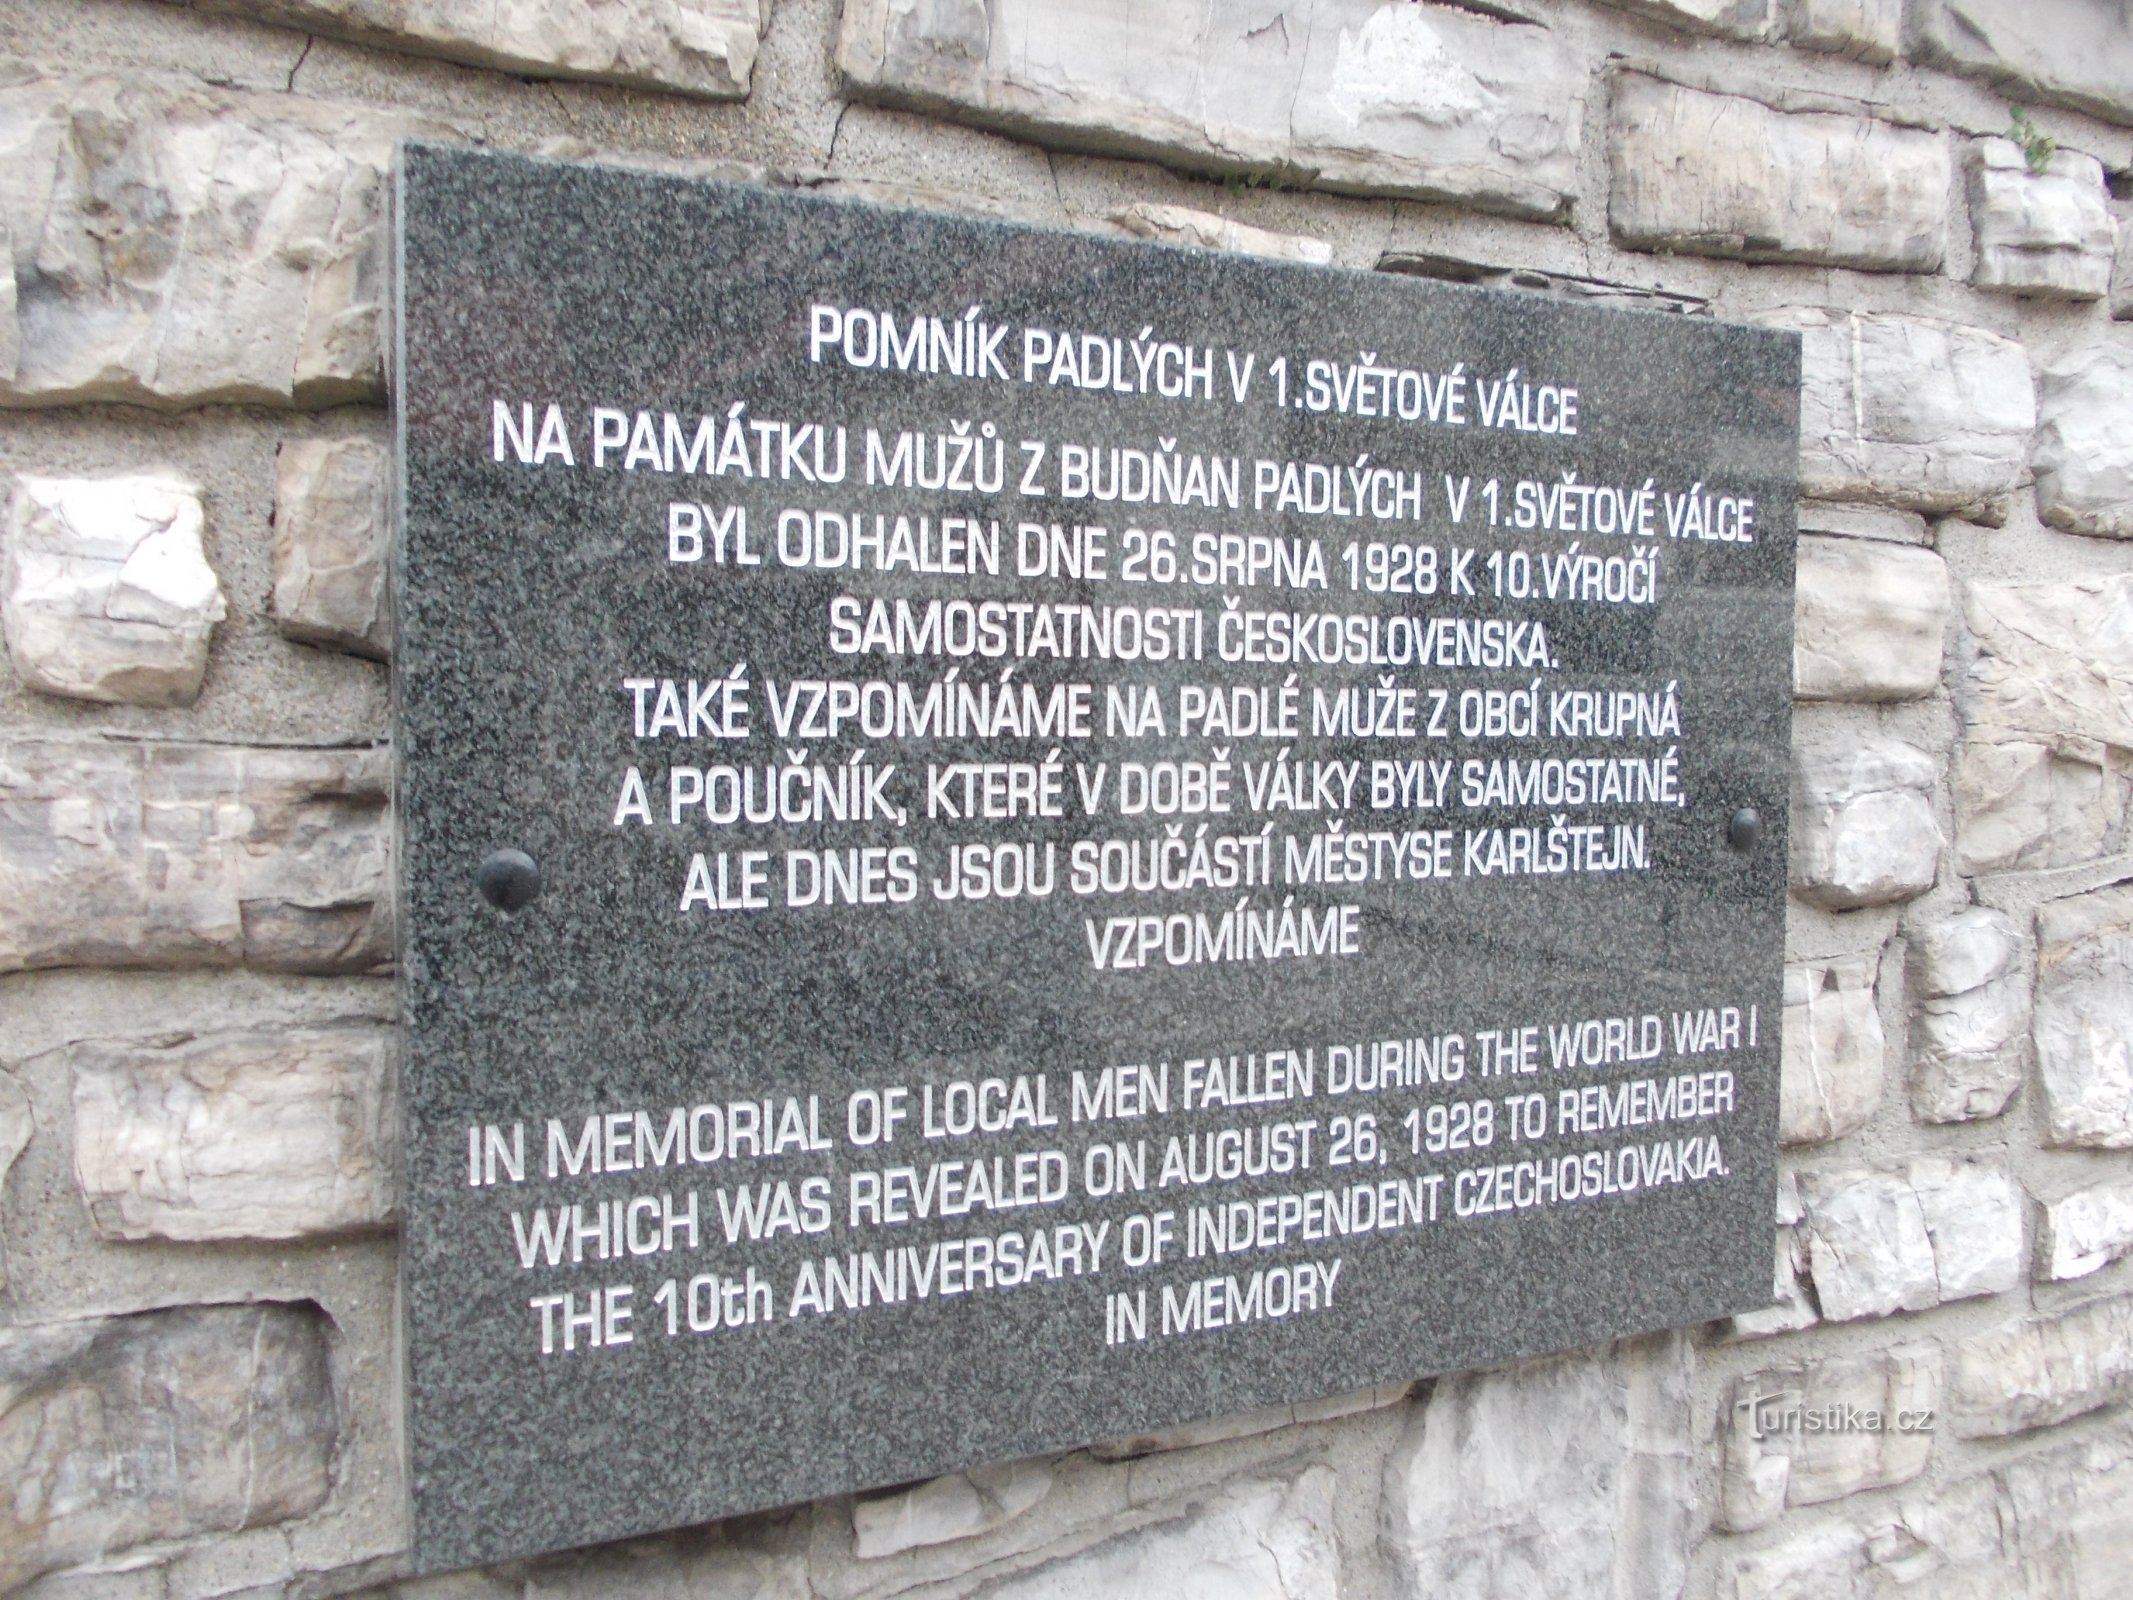 POMNÍK PADLÝCH V 1.SVĚTOVÉ VÁLCE
NA PAMÁTKU MUŽŮ Z BUDŇAN PADLÝCH V 1.SVĚTOVÉ VÁLCE
BYL ODHALEN DNE 26.SRPNA 1928 K 10.VÝROČÍ
SAMOSTATNOSTI ČESKOSLOVENSKA.
TAKÉ VZPOMÍNÁME NA PADLÉ MUŽE Z OBCÍ KRUPNÁ
A POUČNÍK, KTERÉ V DOBĚ VÁLKY BYLY SAMOSTATNÉ,
ALE DNES JSOU SOUČÁSTÍ MĚSTYSE KARLŠTEJN.
VZPOMÍNÁME
IN MEMORIAL OF LOCAL MEN FALLEN DURING THE WORLD WAR I
WHICH WAS REVEALED ON AUGUST 26, 1928 TO REMEMBER
THE 10th ANNIVERSARY OF INDEPENDENT CZECHOSLOVAKIA.
IN MEMORY
Turistika.cz